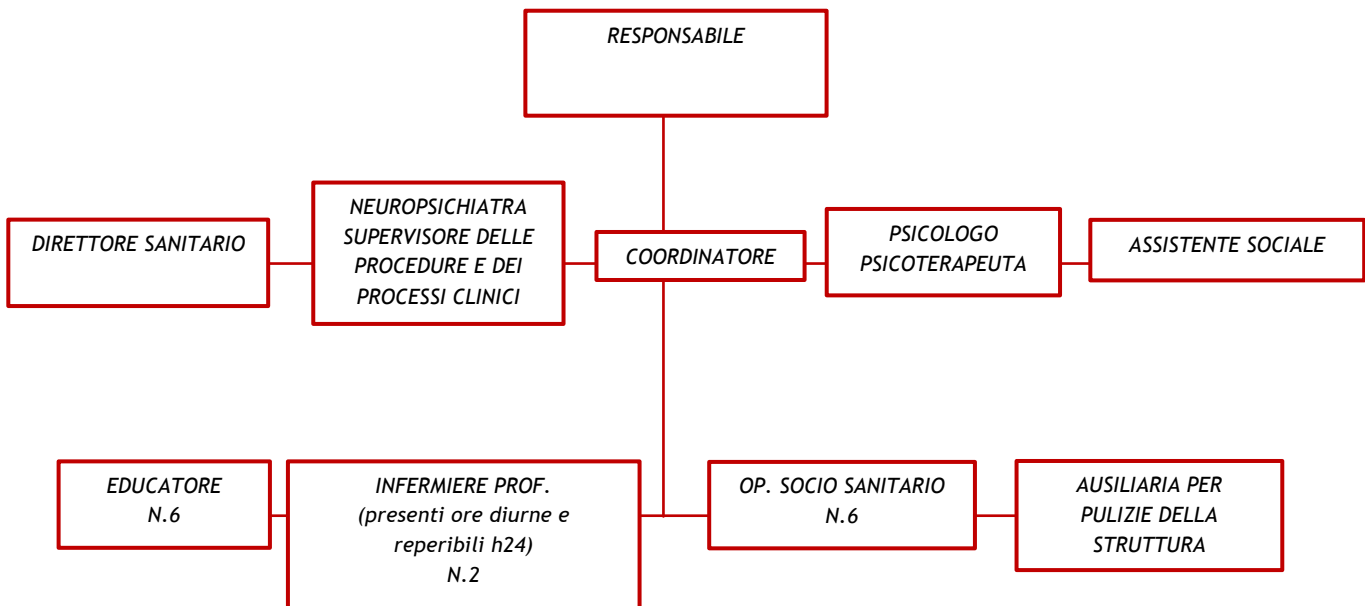 RESPONSABILE
DIRETTORE SANITARIO
NEUROPSICHIATRA
SUPERVISORE DELLE
PROCEDURE E DEI
PROCESSI CLINICI
COORDINATORE
PSICOLOGO
PSICOTERAPEUTA
ASSISTENTE SOCIALE
EDUCATORE
N.6
INFERMIERE PROF.
(presenti ore diurne e
reperibili h24)
N.2
OP. SOCIO SANITARIO
N.6
AUSILIARIA PER
PULIZIE DELLA
STRUTTURA